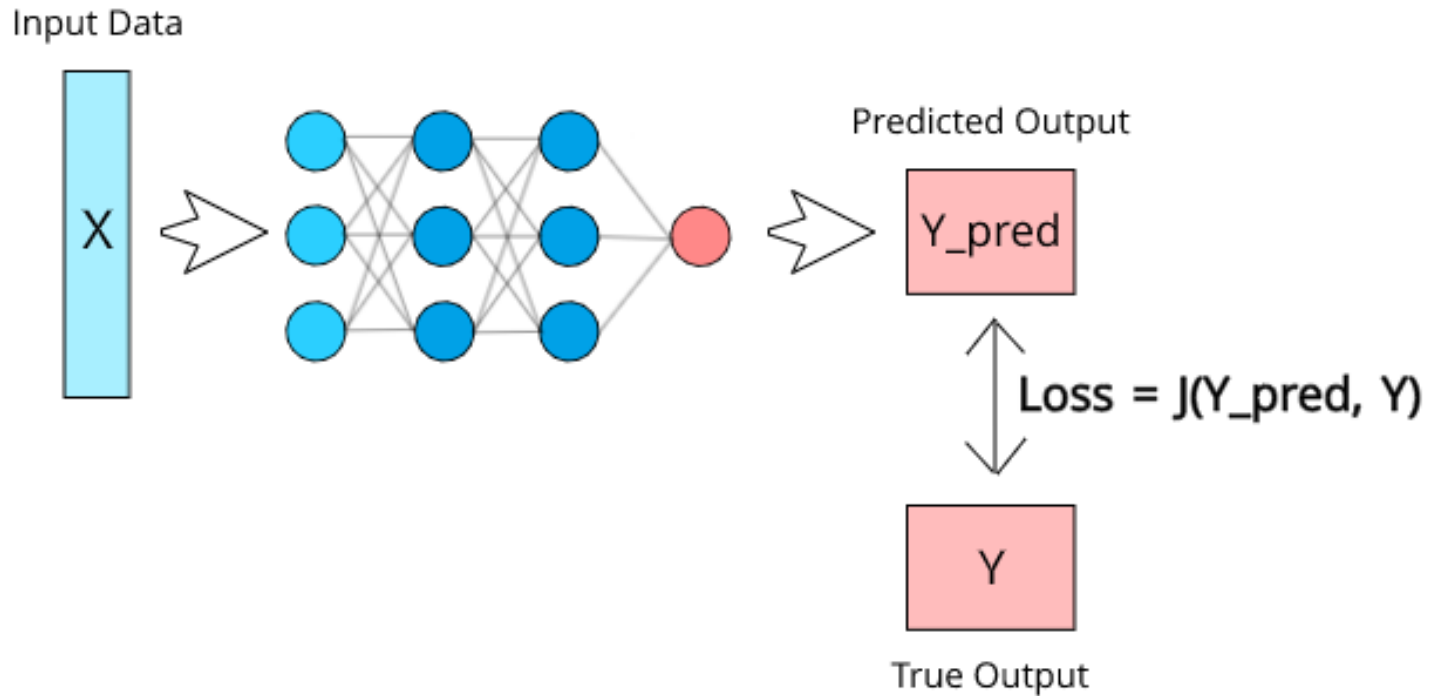 Input Data
X
Predicted Output
Y_pred
Loss = J(Y_pred, Y)
Y
True Output